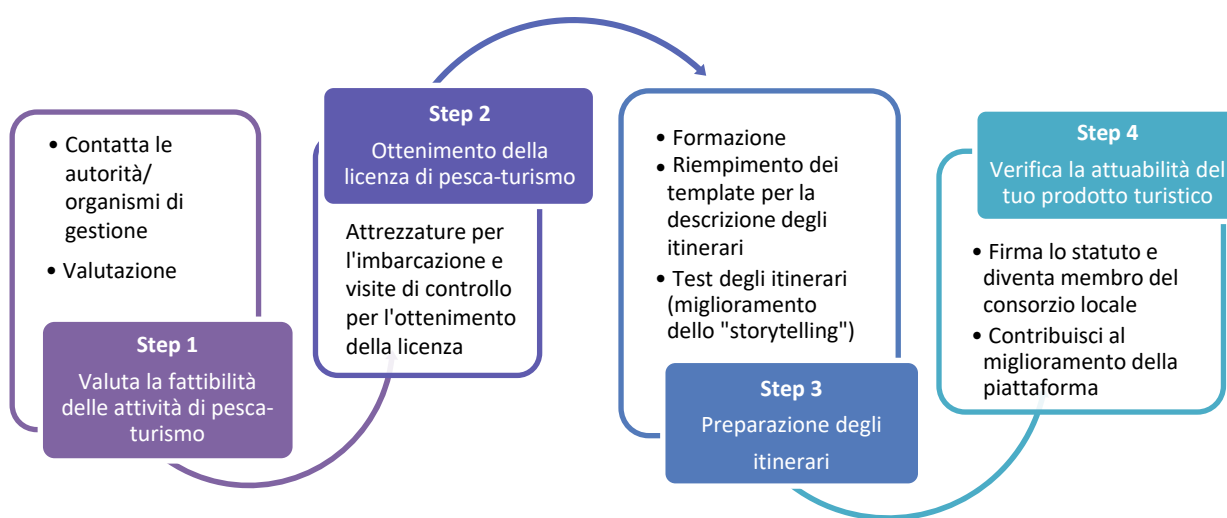 • Contatta le
autorità/
organismi di
gestione
• Valutazione
Step 1
Valuta la fattibilità
delle attività di pesca-
turismo
Step 2
Ottenimento della
licenza di pesca-turismo
Attrezzature per
l'imbarcazione e
visite di controllo
per l'ottenimento
della licenza
• Formazione
• Riempimento dei
template per la
descrizione degli
itinerari
• Test degli itinerari
(miglioramento
dello "storytelling")
Step 3
Preparazione degli
itinerari
Step 4
Verifica la attuabilità del
tuo prodotto turistico
• Firma lo statuto e
diventa membro del
consorzio locale
• Contribuisci al
miglioramento della
piattaforma